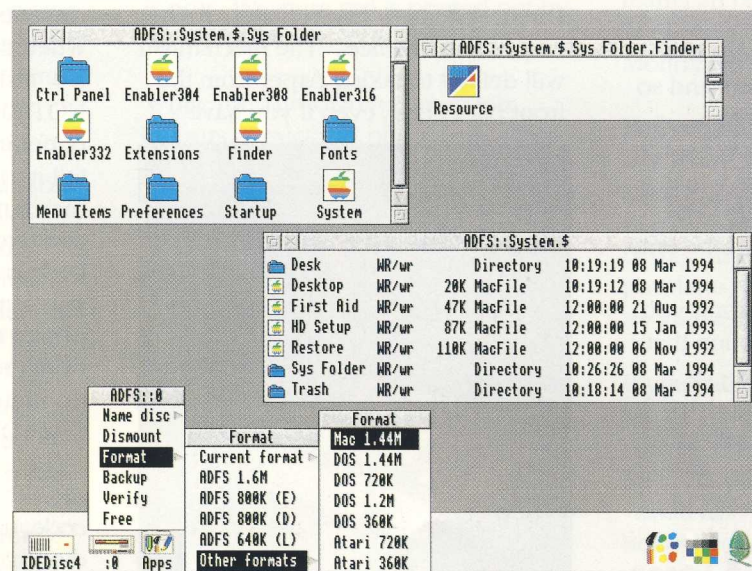 ADFS::System.$.Sys Folder
Ctrl Panel Enabler304 Enabler308 Enabler316
Enabler332 Extensions Finder Fonts
Menu Items Preferences Startup System
ADFS::System.$.Sys Folder.Finder
Resource
ADFS::System.$
Desk WR/wr Directory 10:19:19 08 Mar 1994
Desktop WR/wr 20K MacFile 10:19:12 08 Mar 1994
First Aid WR/wr 47K MacFile 12:00:00 21 Aug 1992
HD Setup WR/wr 87K MacFile 12:00:00 15 Jan 1993
Restore WR/wr 110K MacFile 12:00:00 06 Nov 1992
Sys Folder WR/wr Directory 10:26:26 08 Mar 1994
Trash WR/wr Directory 10:18:14 08 Mar 1994
ADFS::0
Name disc
Dismount
Format
Backup
Verify
Free
Format
Current format
ADFS 1.6M
ADFS 800K (E)
ADFS 800K (D)
ADFS 640K (L)
Other formats
Format
Mac 1.44M
DOS 1.44M
DOS 720K
DOS 1.2M
DOS 360K
Atari 720K
Atari 360K
IDEDisc4 :0 Apps